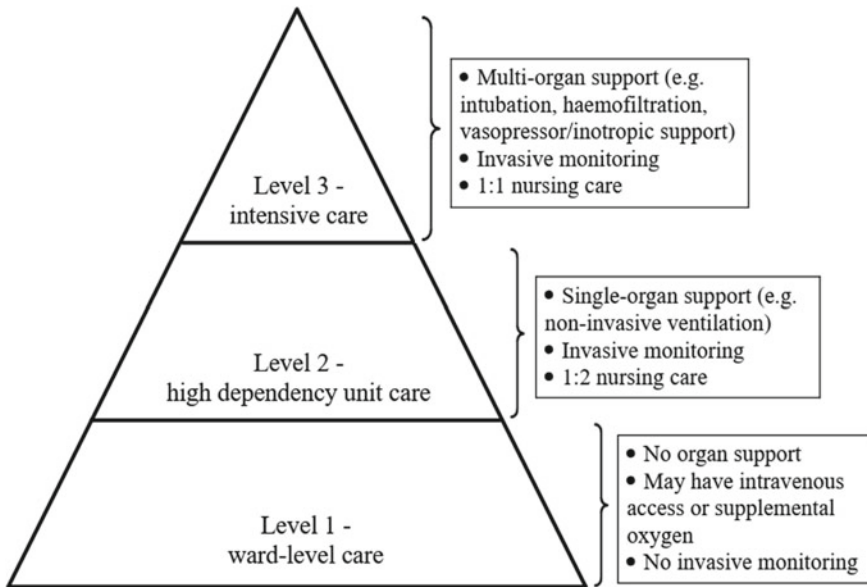 Level 3 -
intensive care
• Multi-organ support (e.g.
intubation, haemofiltration,
vasopressor/inotropic support)
• Invasive monitoring
• 1:1 nursing care
Level 2 -
high dependency unit care
• Single-organ support (e.g.
non-invasive ventilation)
• Invasive monitoring
• 1:2 nursing care
Level 1 -
ward-level care
• No organ support
• May have intravenous
access or supplemental
oxygen
• No invasive monitoring